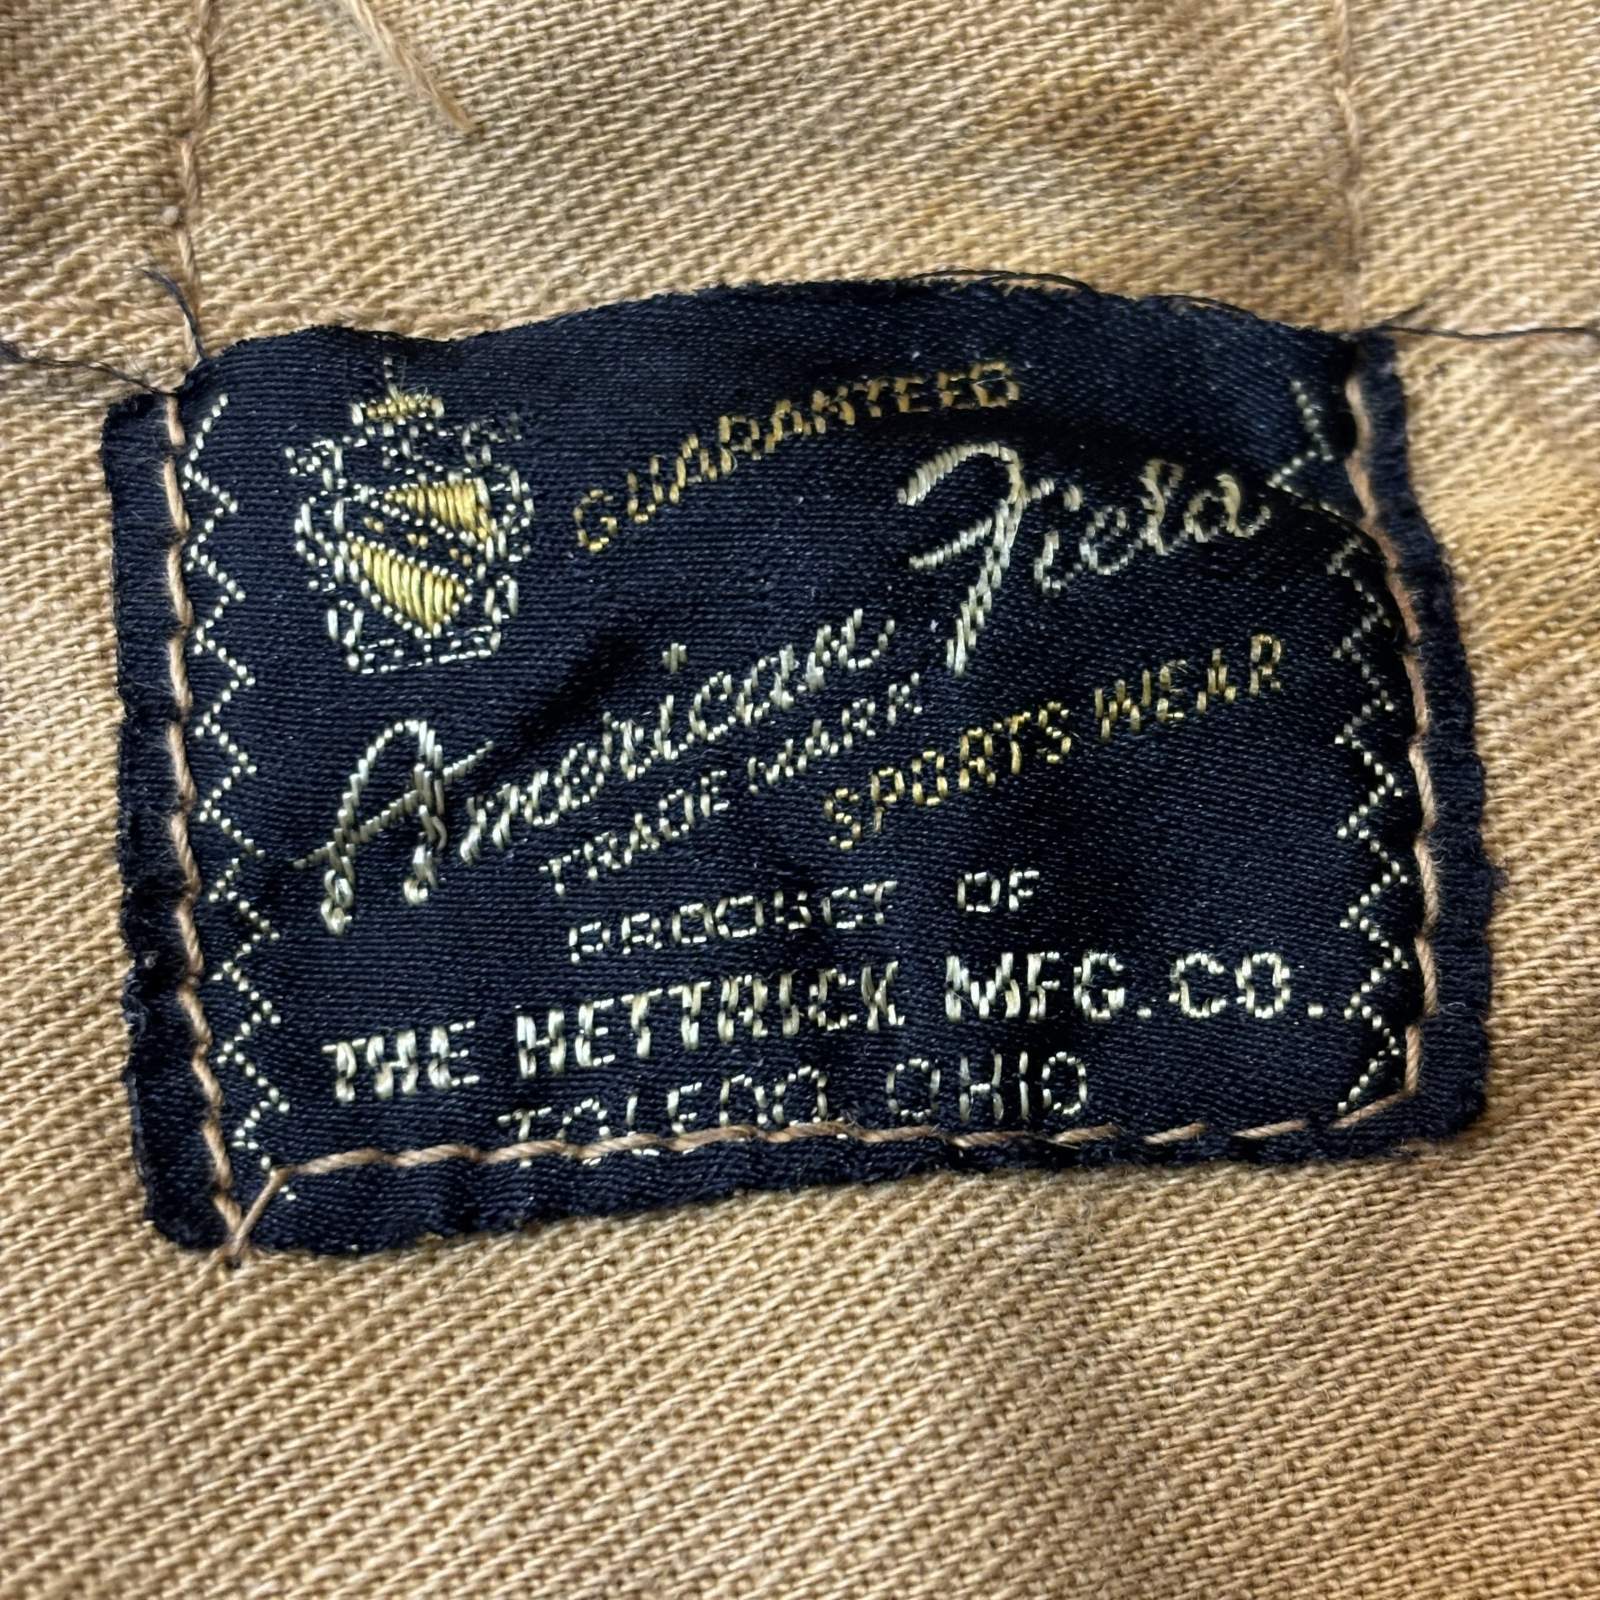 GUARANTEED
American Field
TRADE MARK
SPORTS WEAR
PRODUCT OF
THE HETTRICK MFG. CO.
TOLEDO, OHIO